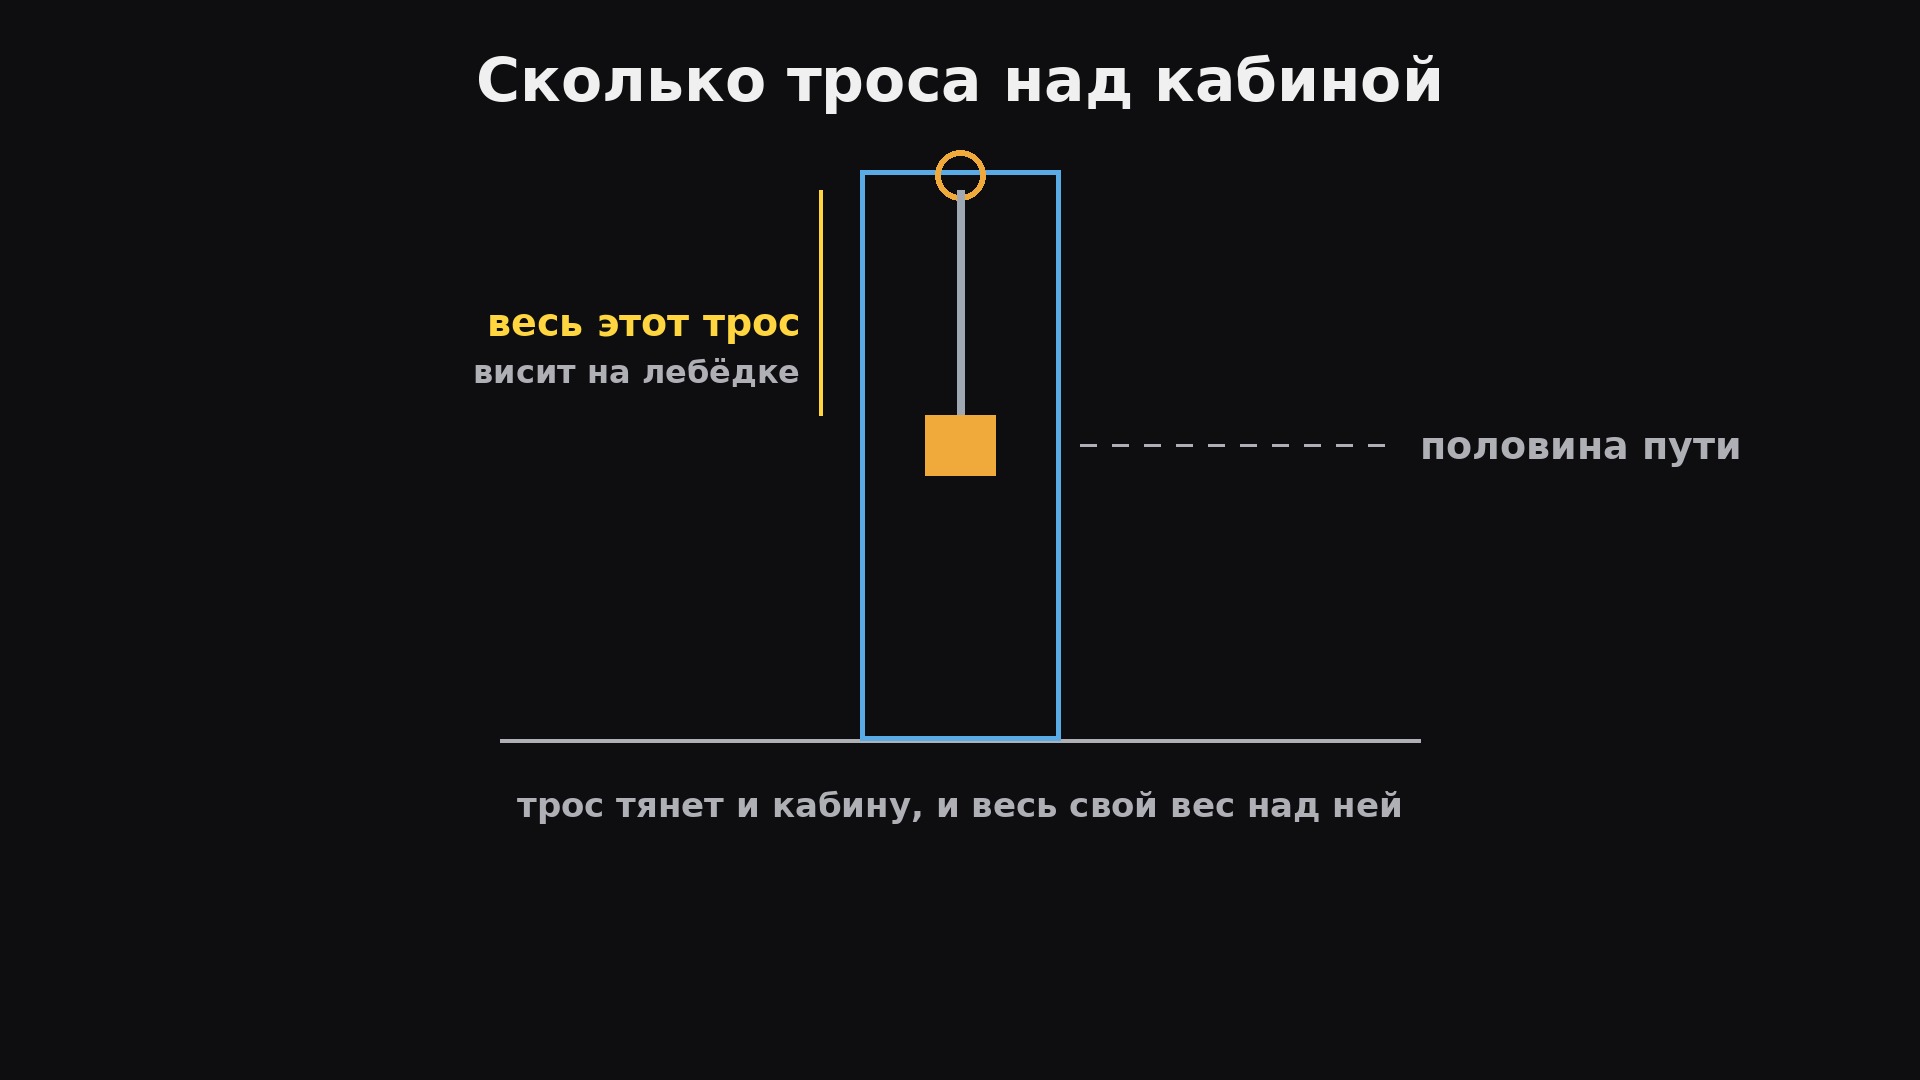 Сколько троса над кабиной
весь этот трос
висит на лебёдке
половина пути
трос тянет и кабину, и весь свой вес над ней